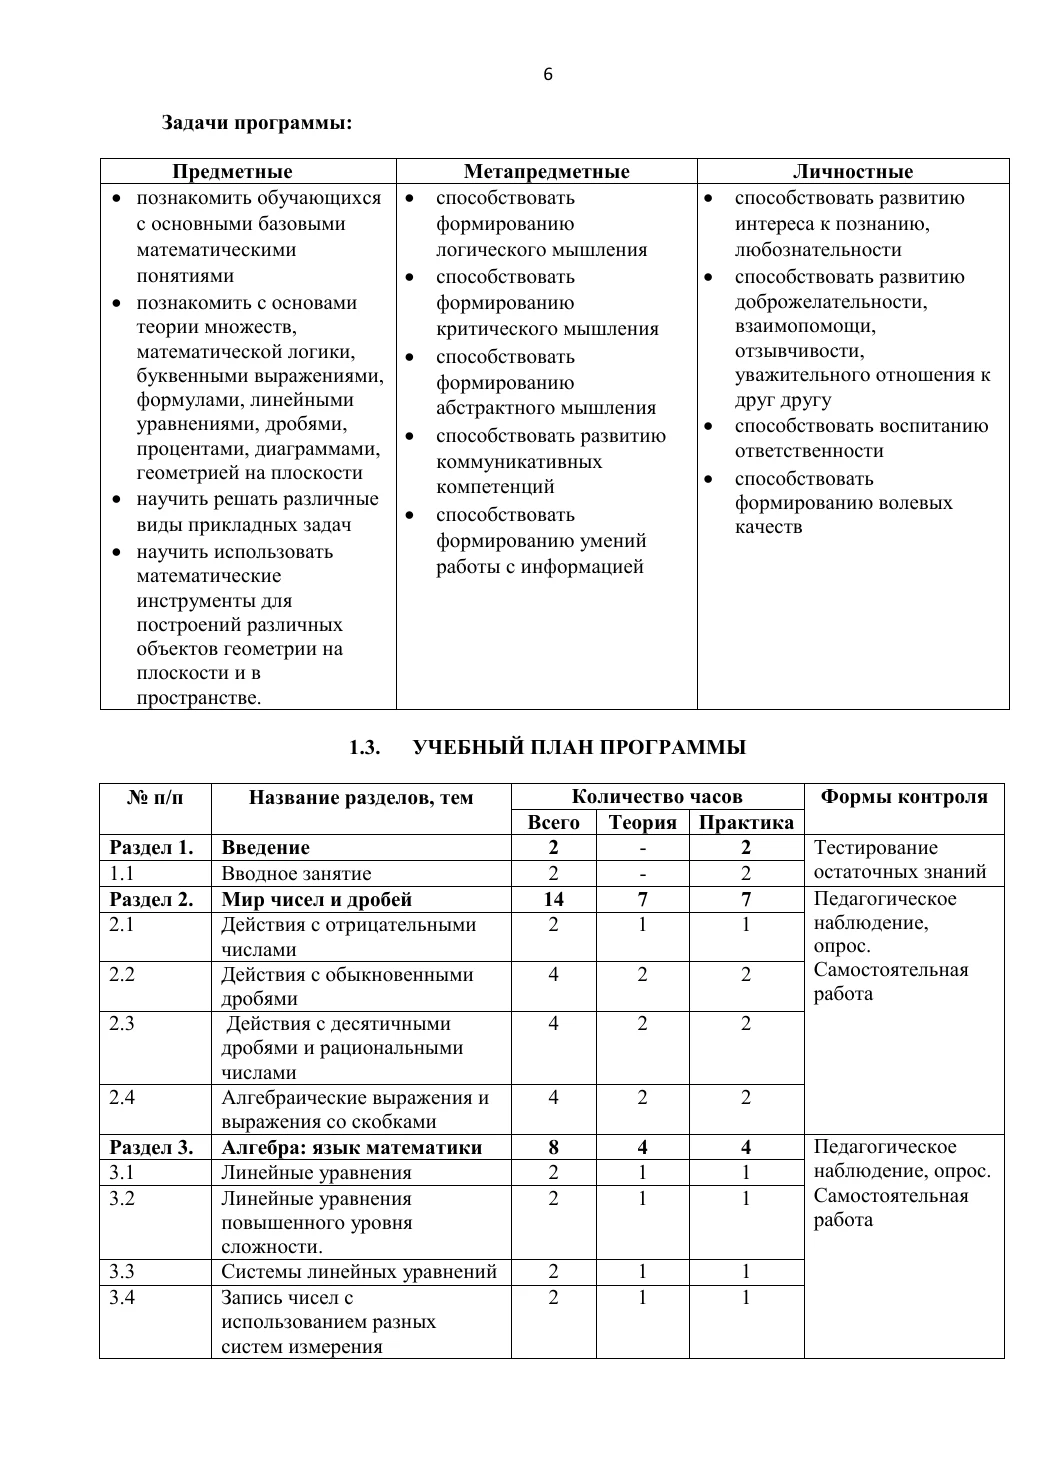 6
Задачи программы:
Предметные
Метапредметные
Личностные
• познакомить обучающихся
с основными базовыми
математическими
понятиями
• познакомить с основами
теории множеств,
математической логики,
буквенными выражениями,
формулами, линейными
уравнениями, дробями,
процентами, диаграммами,
геометрией на плоскости
• научить решать различные
виды прикладных задач
• научить использовать
математические
инструменты для
построений различных
объектов геометрии на
плоскости и в
пространстве.
• способствовать
формированию
логического мышления
• способствовать
формированию
критического мышления
• способствовать
формированию
абстрактного мышления
• способствовать развитию
коммуникативных
компетенций
• способствовать
формированию умений
работы с информацией
• способствовать развитию
интереса к познанию,
любознательности
• способствовать развитию
доброжелательности,
взаимопомощи,
отзывчивости,
уважительного отношения к
друг другу
• способствовать воспитанию
ответственности
• способствовать
формированию волевых
качеств
1.3. УЧЕБНЫЙ ПЛАН ПРОГРАММЫ
№ п/п Название разделов, тем Количество часов Формы контроля
Всего Теория Практика
Раздел 1. Введение 2 - 2 Тестирование
1.1 Вводное занятие 2 - 2 остаточных знаний
Раздел 2. Мир чисел и дробей 14 7 7 Педагогическое
2.1 Действия с отрицательными 2 1 1 наблюдение,
числами опрос.
2.2 Действия с обыкновенными 4 2 2 Самостоятельная
дробями работа
2.3 Действия с десятичными 4 2 2
дробями и рациональными
числами
2.4 Алгебраические выражения и 4 2 2
выражения со скобками
Раздел 3. Алгебра: язык математики 8 4 4 Педагогическое
3.1 Линейные уравнения 2 1 1 наблюдение, опрос.
3.2 Линейные уравнения 2 1 1 Самостоятельная
повышенного уровня работа
сложности.
3.3 Системы линейных уравнений 2 1 1
3.4 Запись чисел с 2 1 1
использованием разных
систем измерения